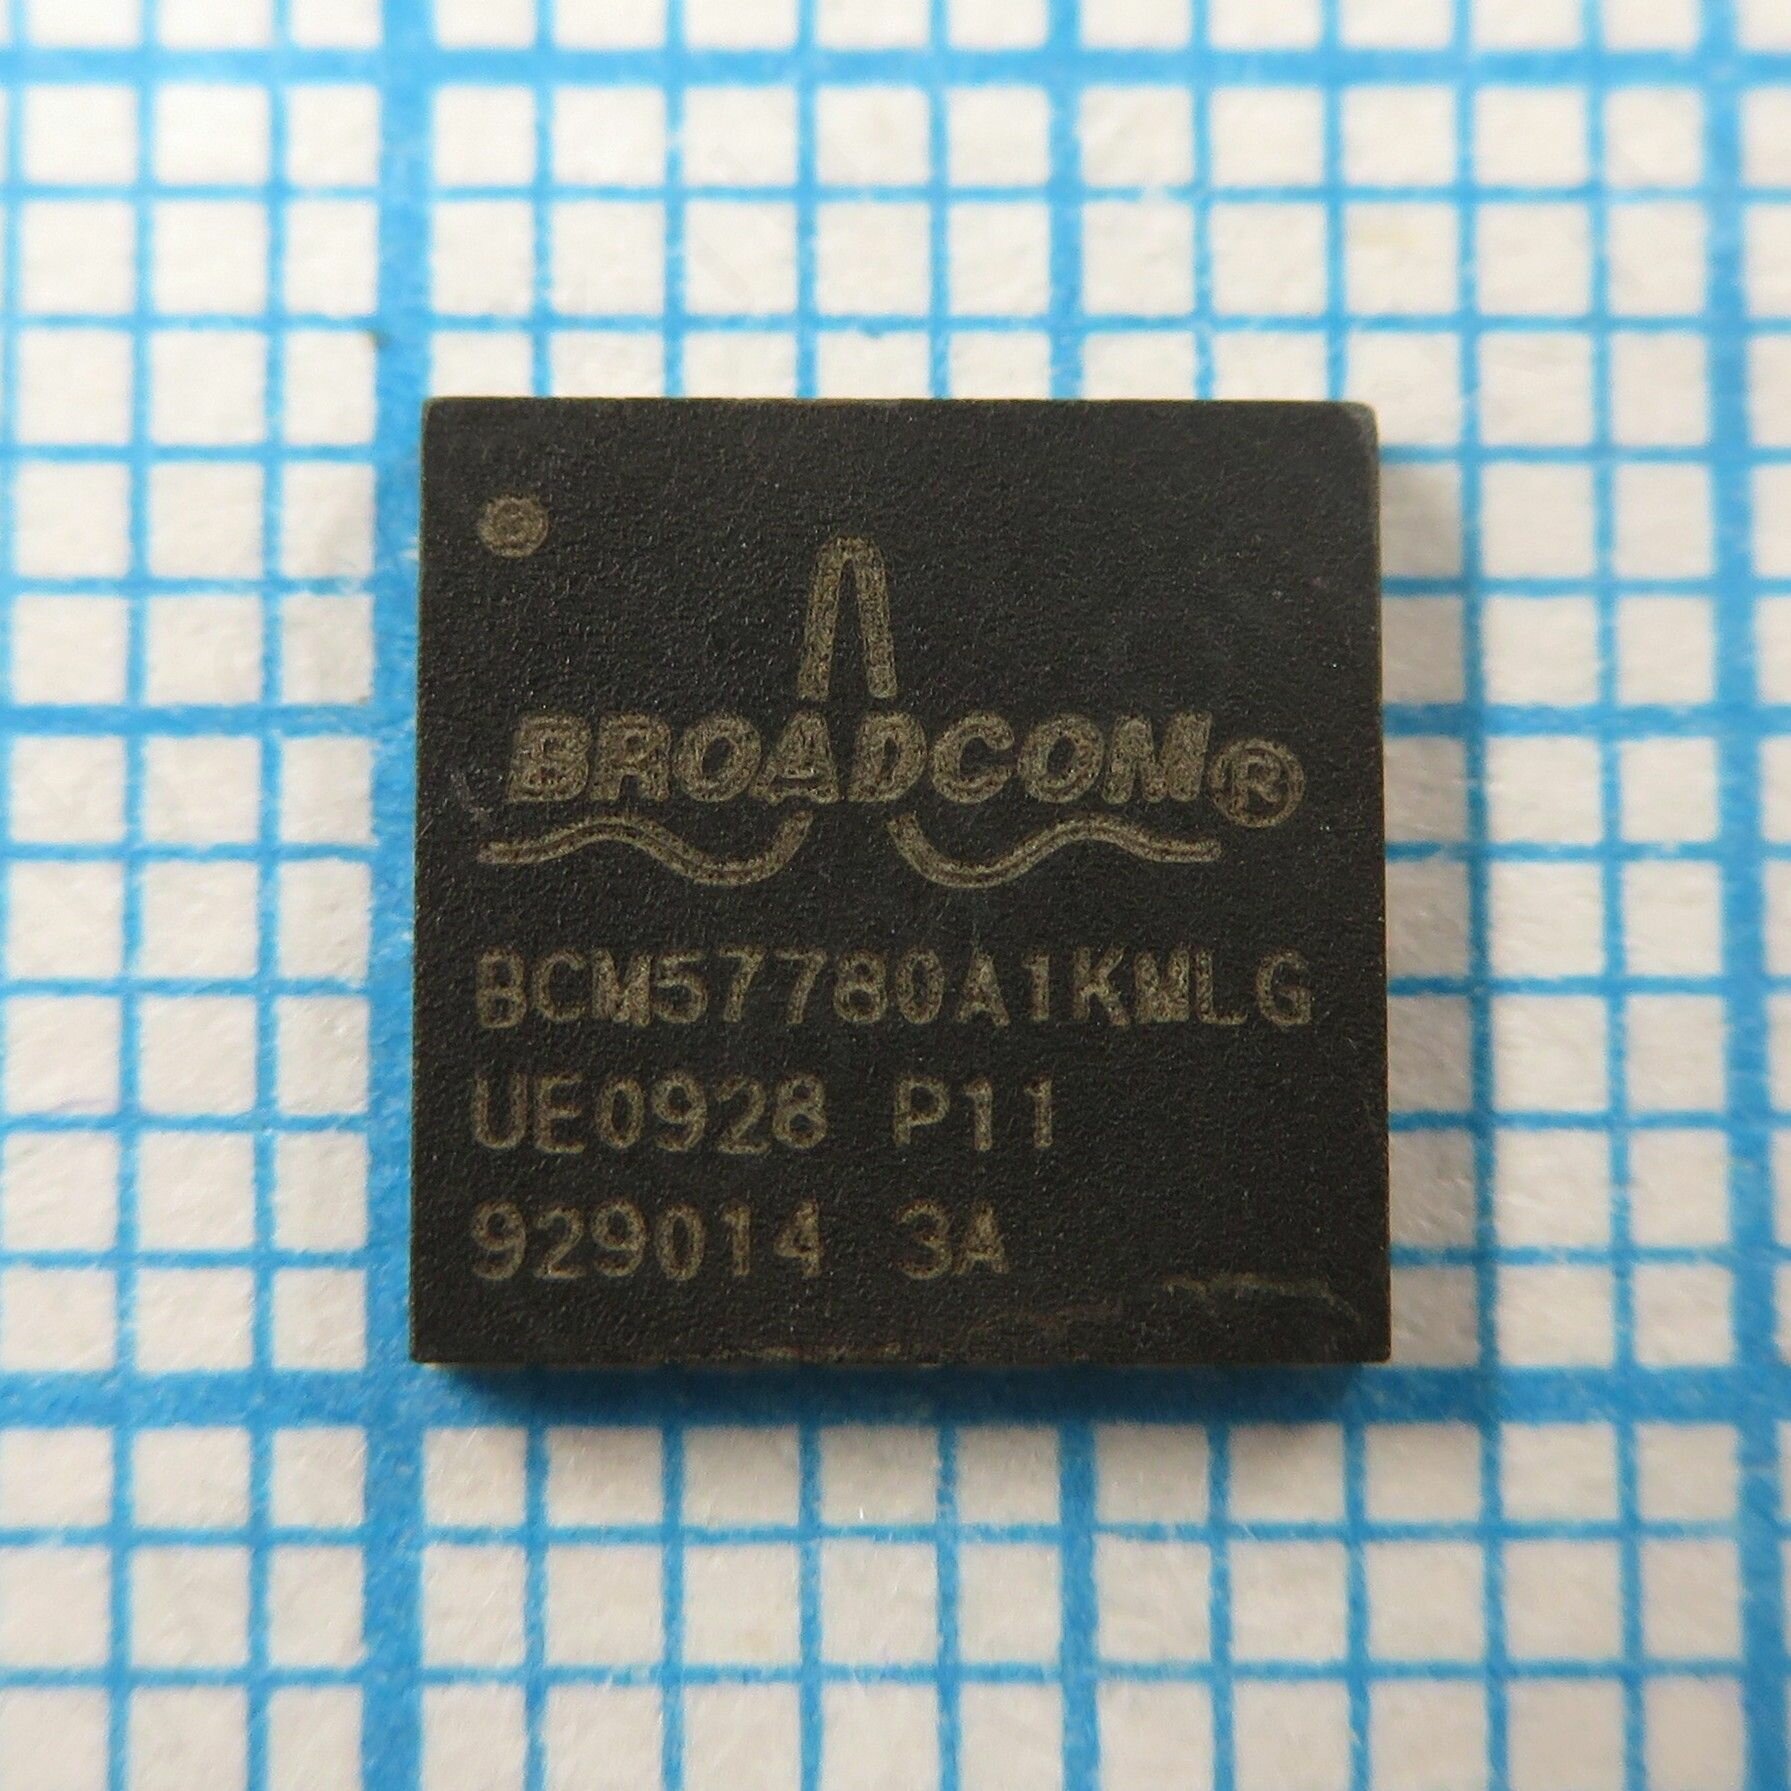 BROADCOM®
BCM57780A1KMLG
UE0928 P11
929014 3A